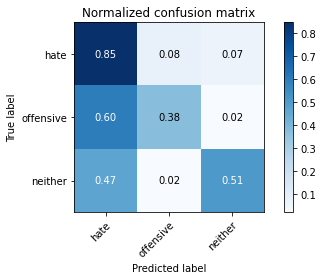 Normalized confusion matrix
True label
hate 0.85 0.08 0.07
offensive 0.60 0.38 0.02
neither 0.47 0.02 0.51
hate offensive neither
Predicted label
0.8
0.7
0.6
0.5
0.4
0.3
0.2
0.1